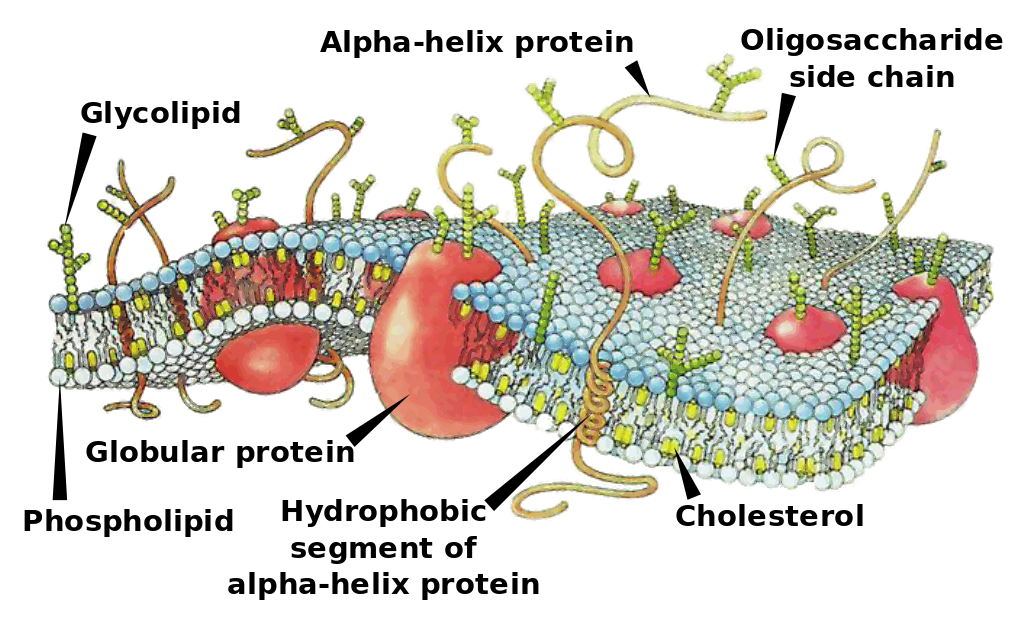 Alpha-helix protein
Oligosaccharide
side chain
Glycolipid
Globular protein
Phospholipid
Hydrophobic
segment of
alpha-helix protein
Cholesterol